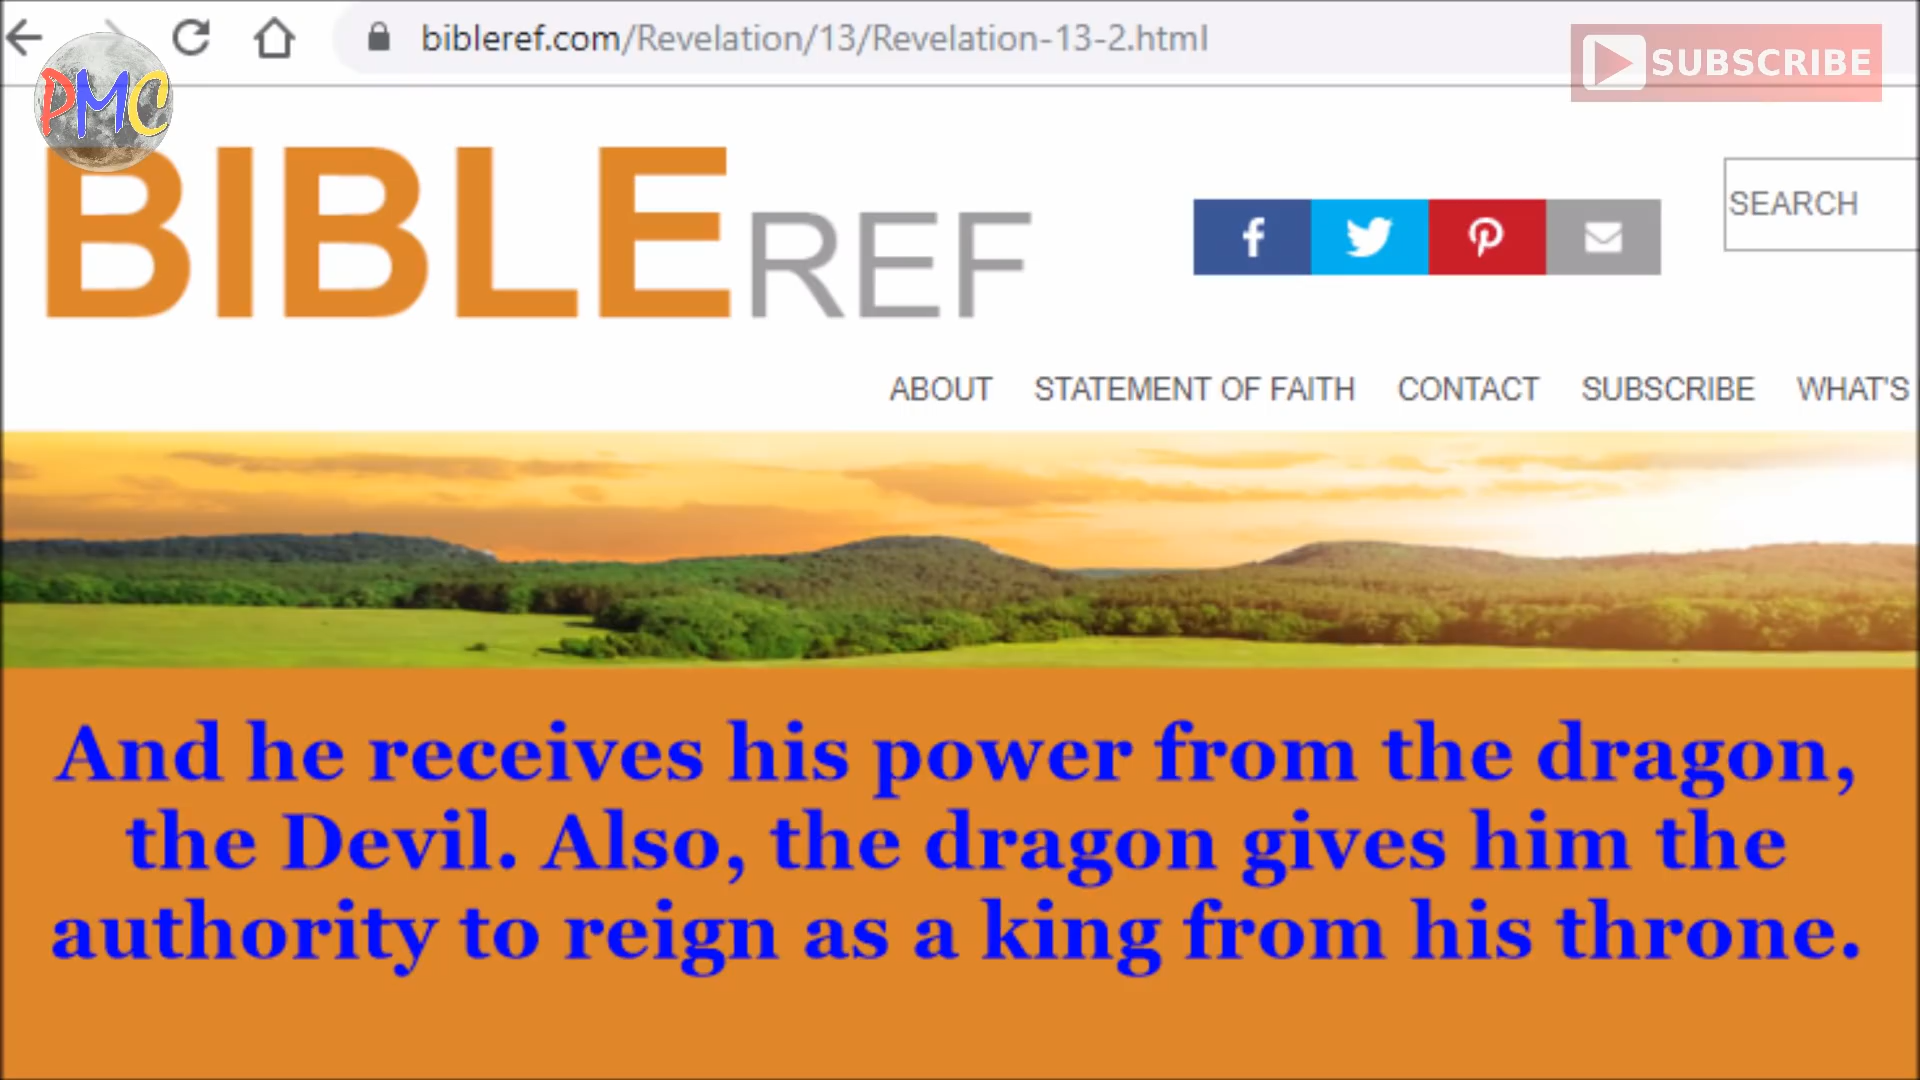 bibleref.com/Revelation/13/Revelation-13-2.html
PMC
SUBSCRIBE
BIBLEREF
SEARCH
ABOUT STATEMENT OF FAITH CONTACT SUBSCRIBE WHAT'S
And he receives his power from the dragon,
the Devil. Also, the dragon gives him the
authority to reign as a king from his throne.